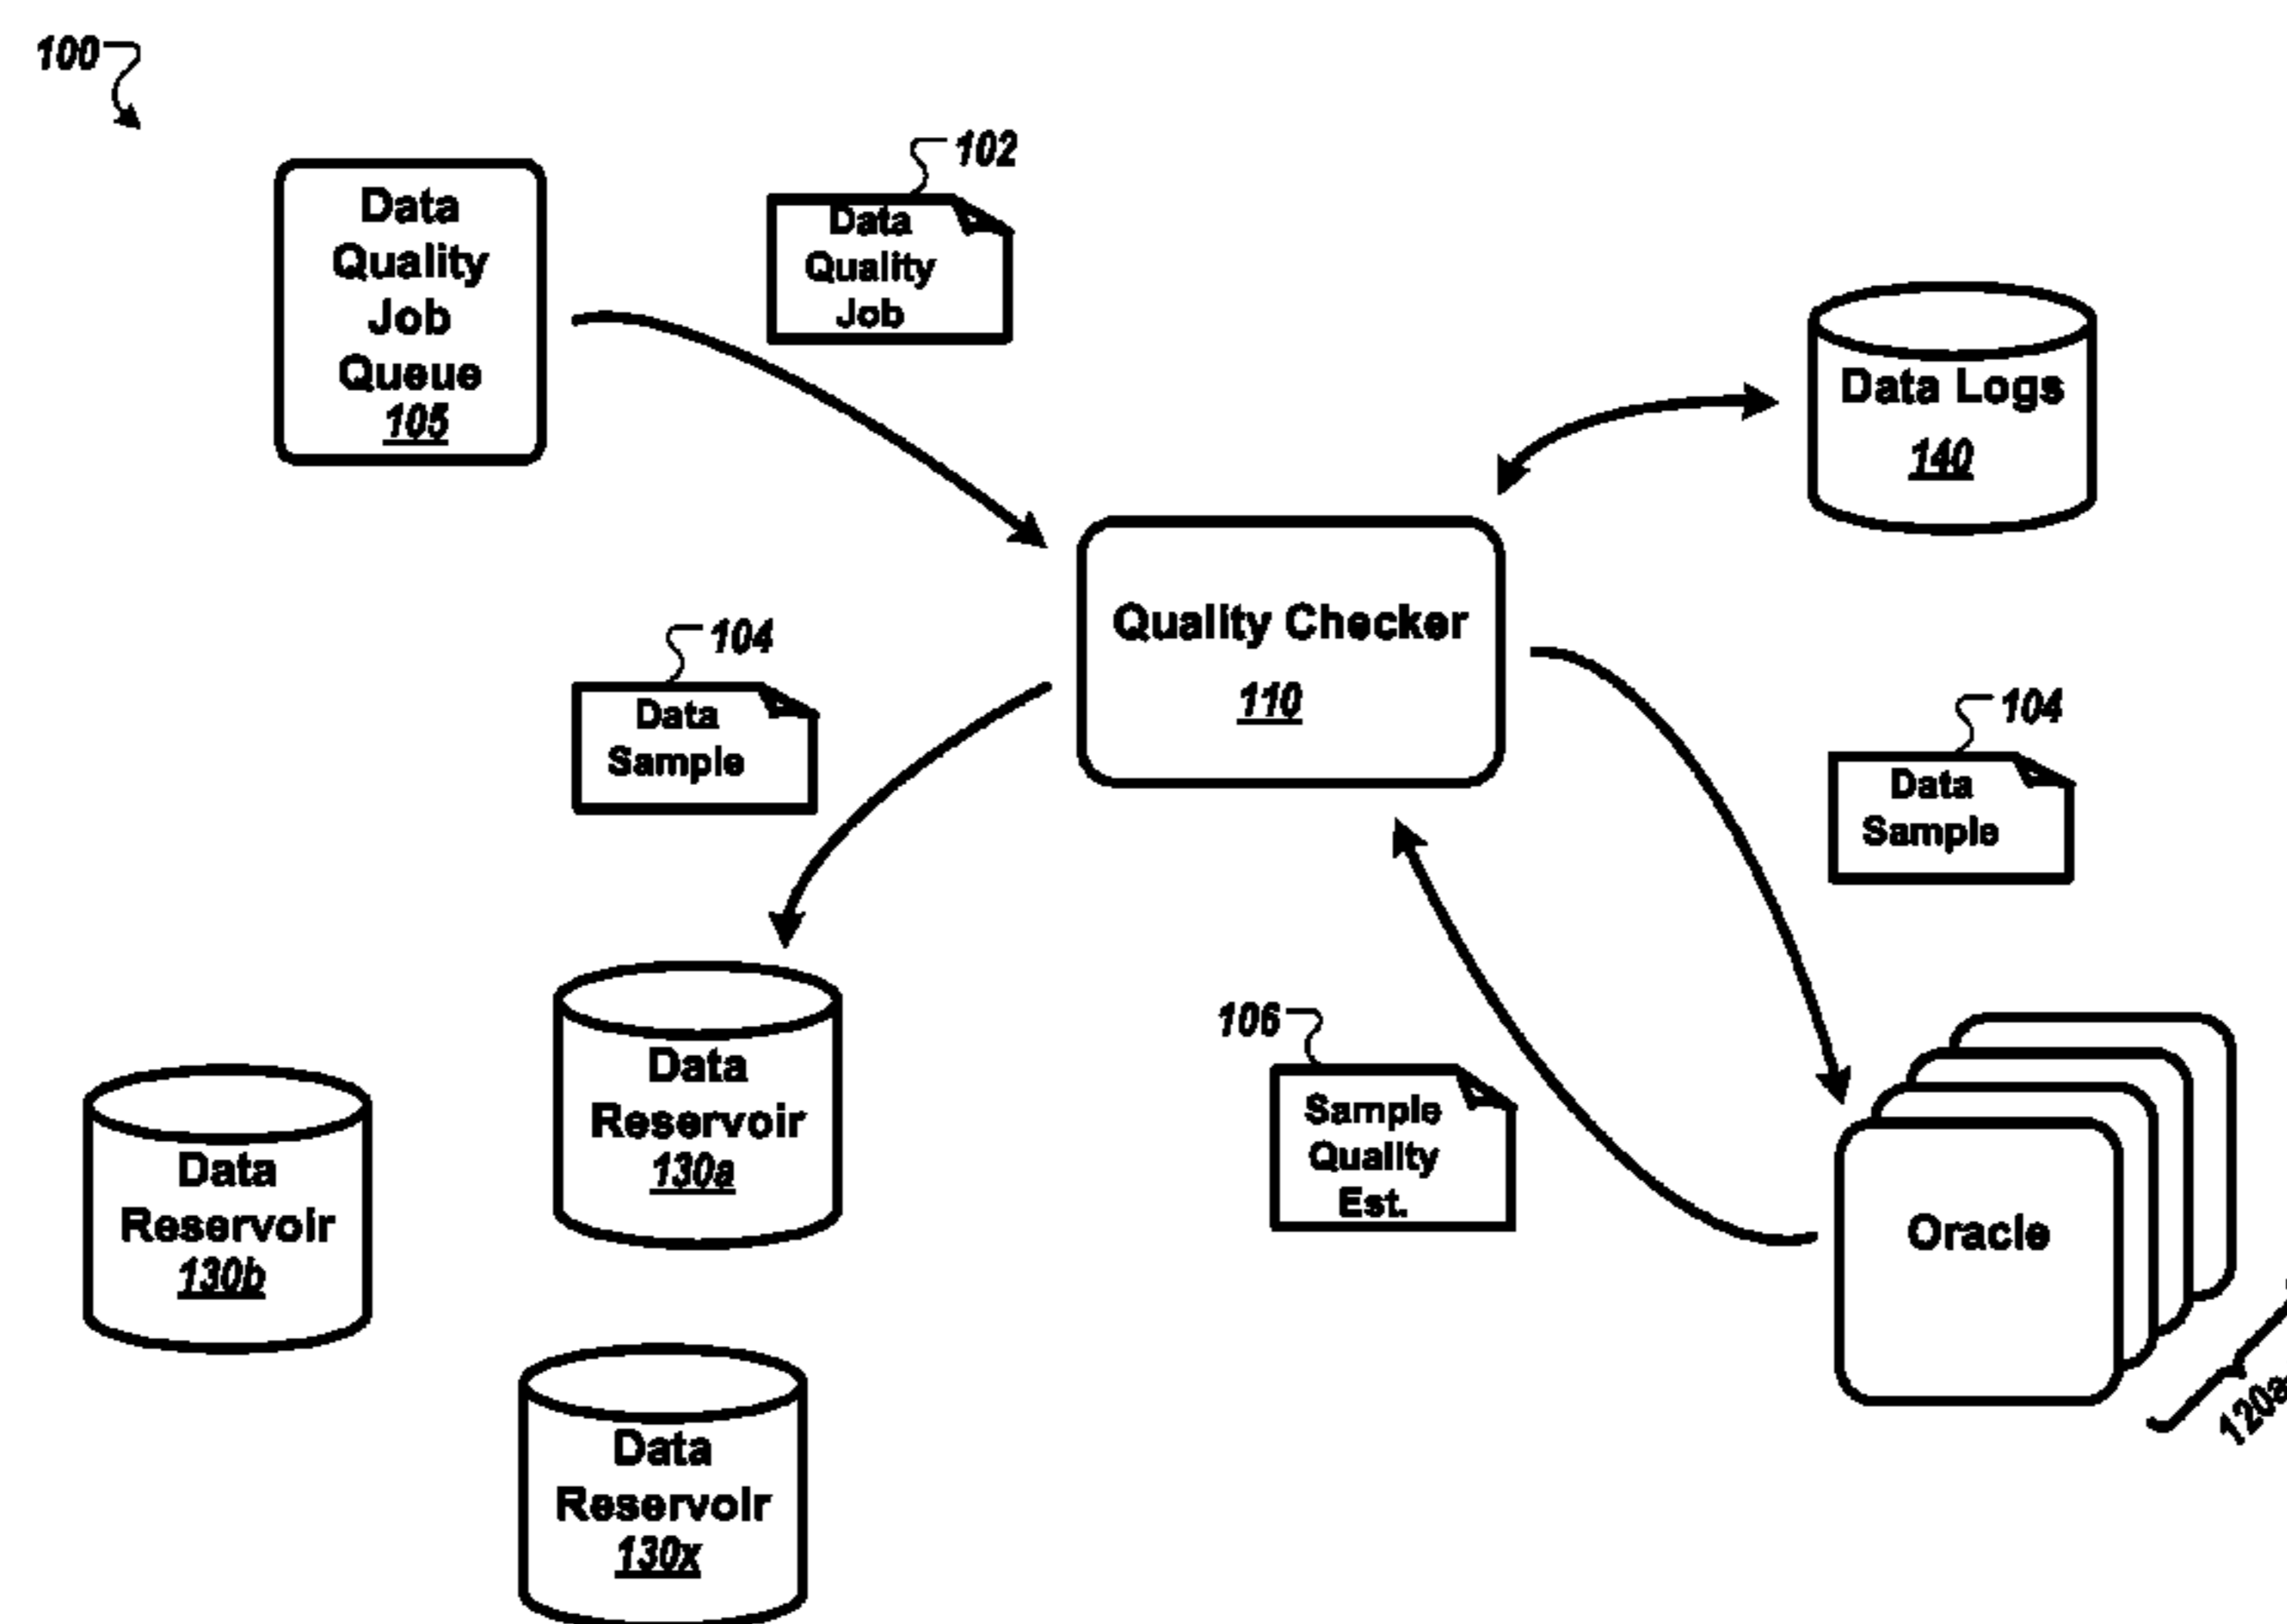 100
102
Data
Quality
Job
Queue
105
Data
Quality
Job
Data Logs
140
Quality Checker
110
104
Data
Sample
104
Data
Sample
106
Sample
Quality
Est.
Data
Reservoir
130a
Data
Reservoir
130b
Data
Reservoir
130x
Oracle
120a